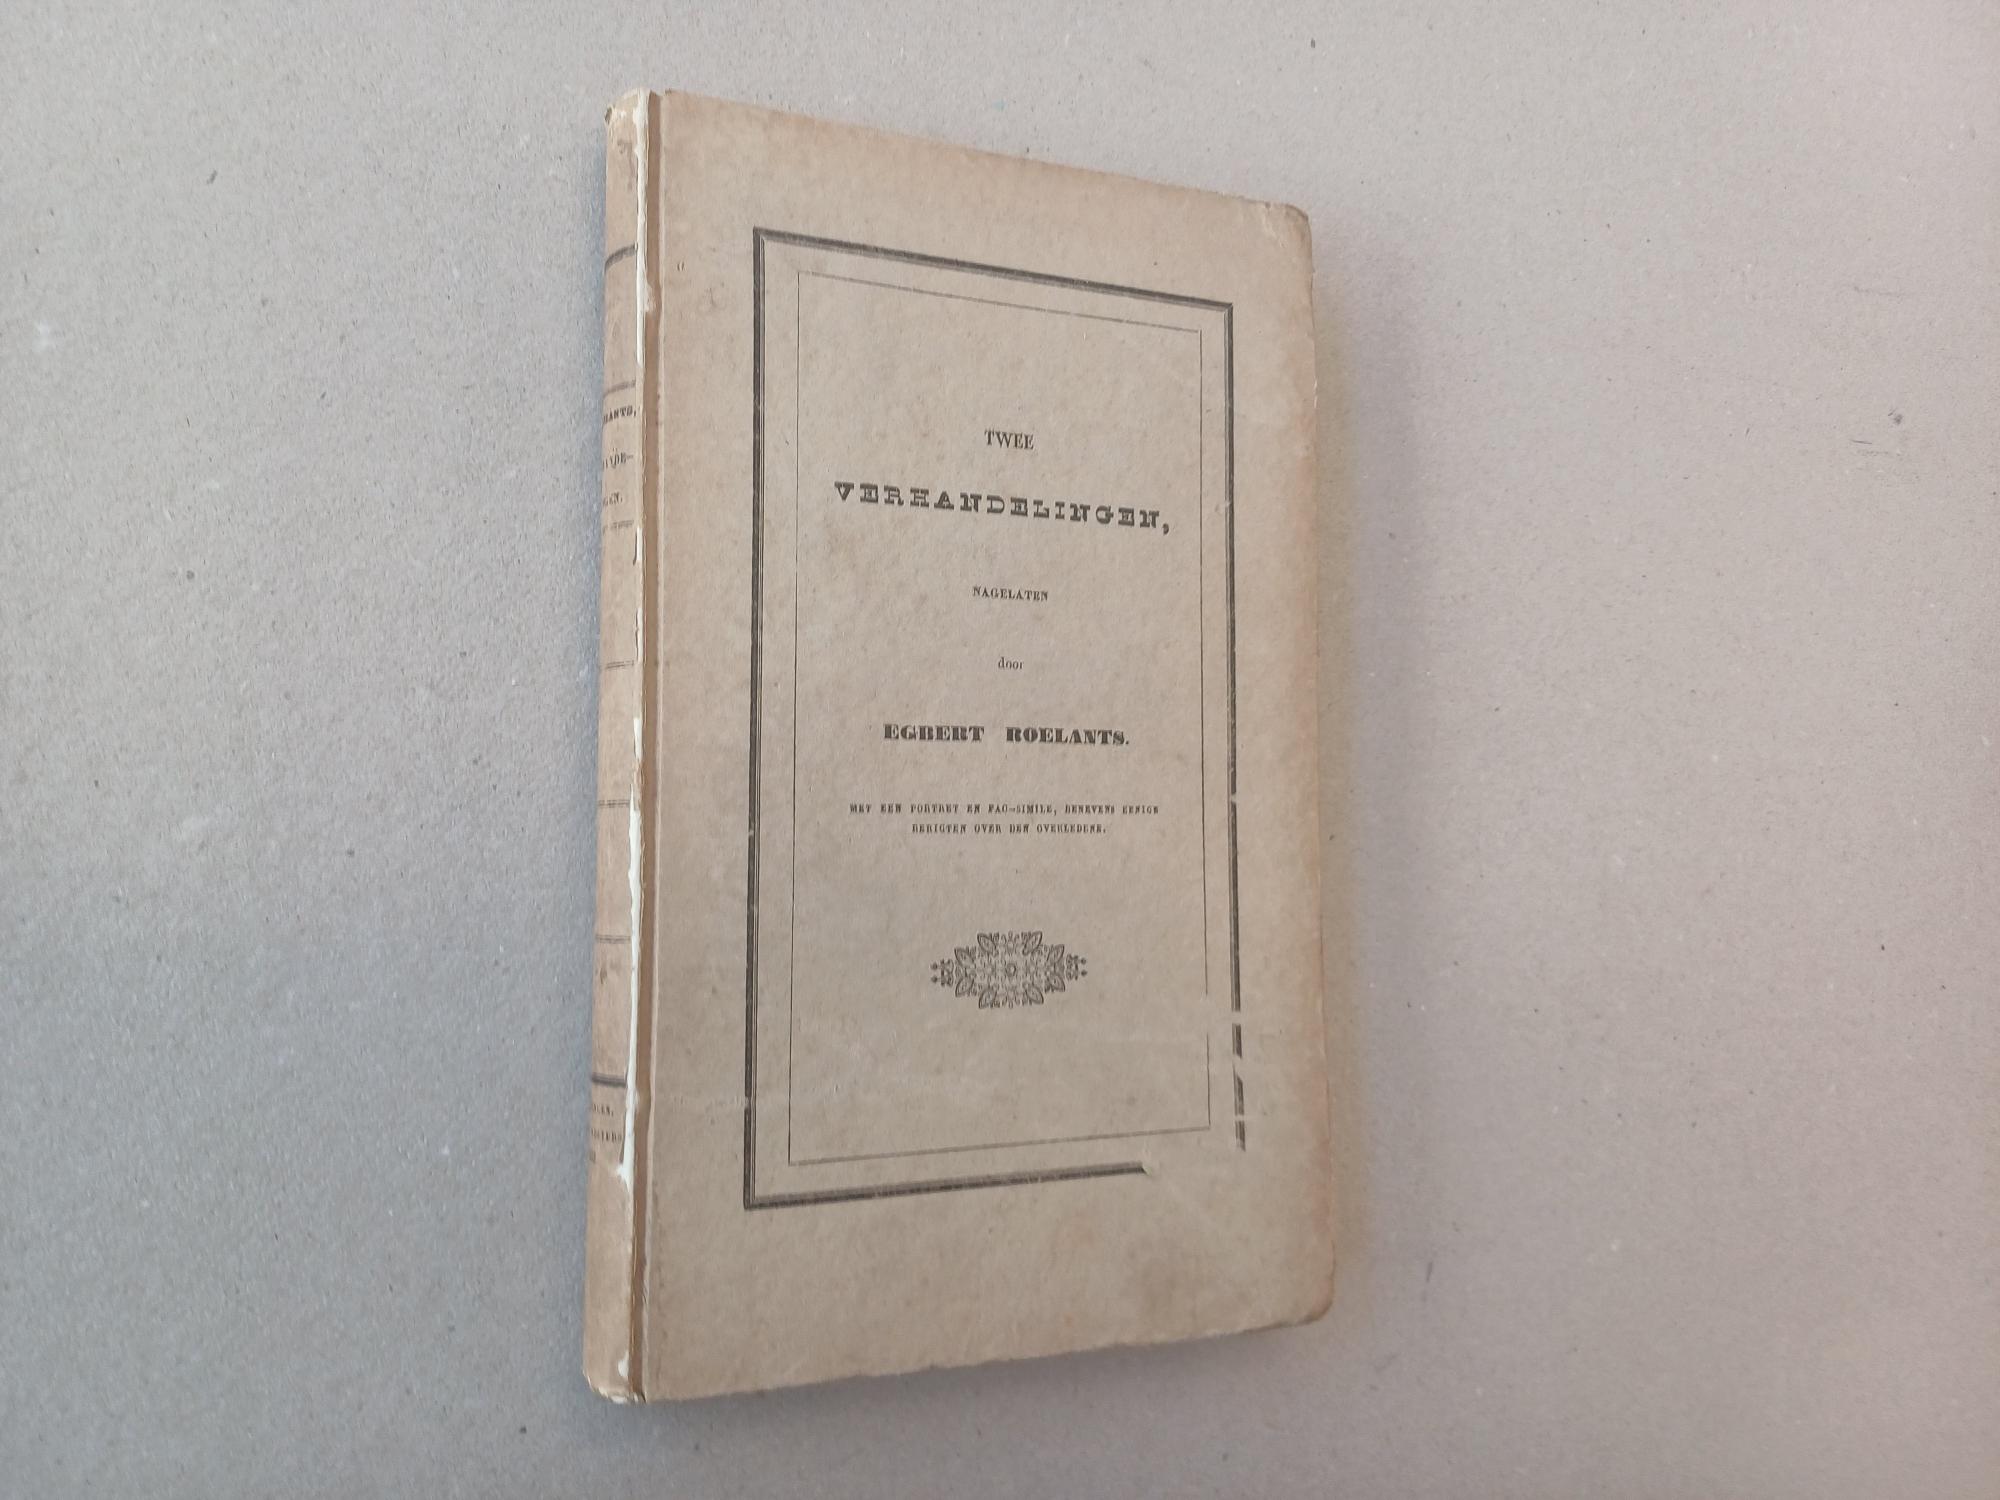 TWEE
VERHANDELINGEN,
NAGELATEN
door
EGBERT ROELANTS.
MET EEN PORTRET EN FAC-SIMILE, BENEVENS EENIGE
BERIGTEN OVER DEN OVERLEDENE.